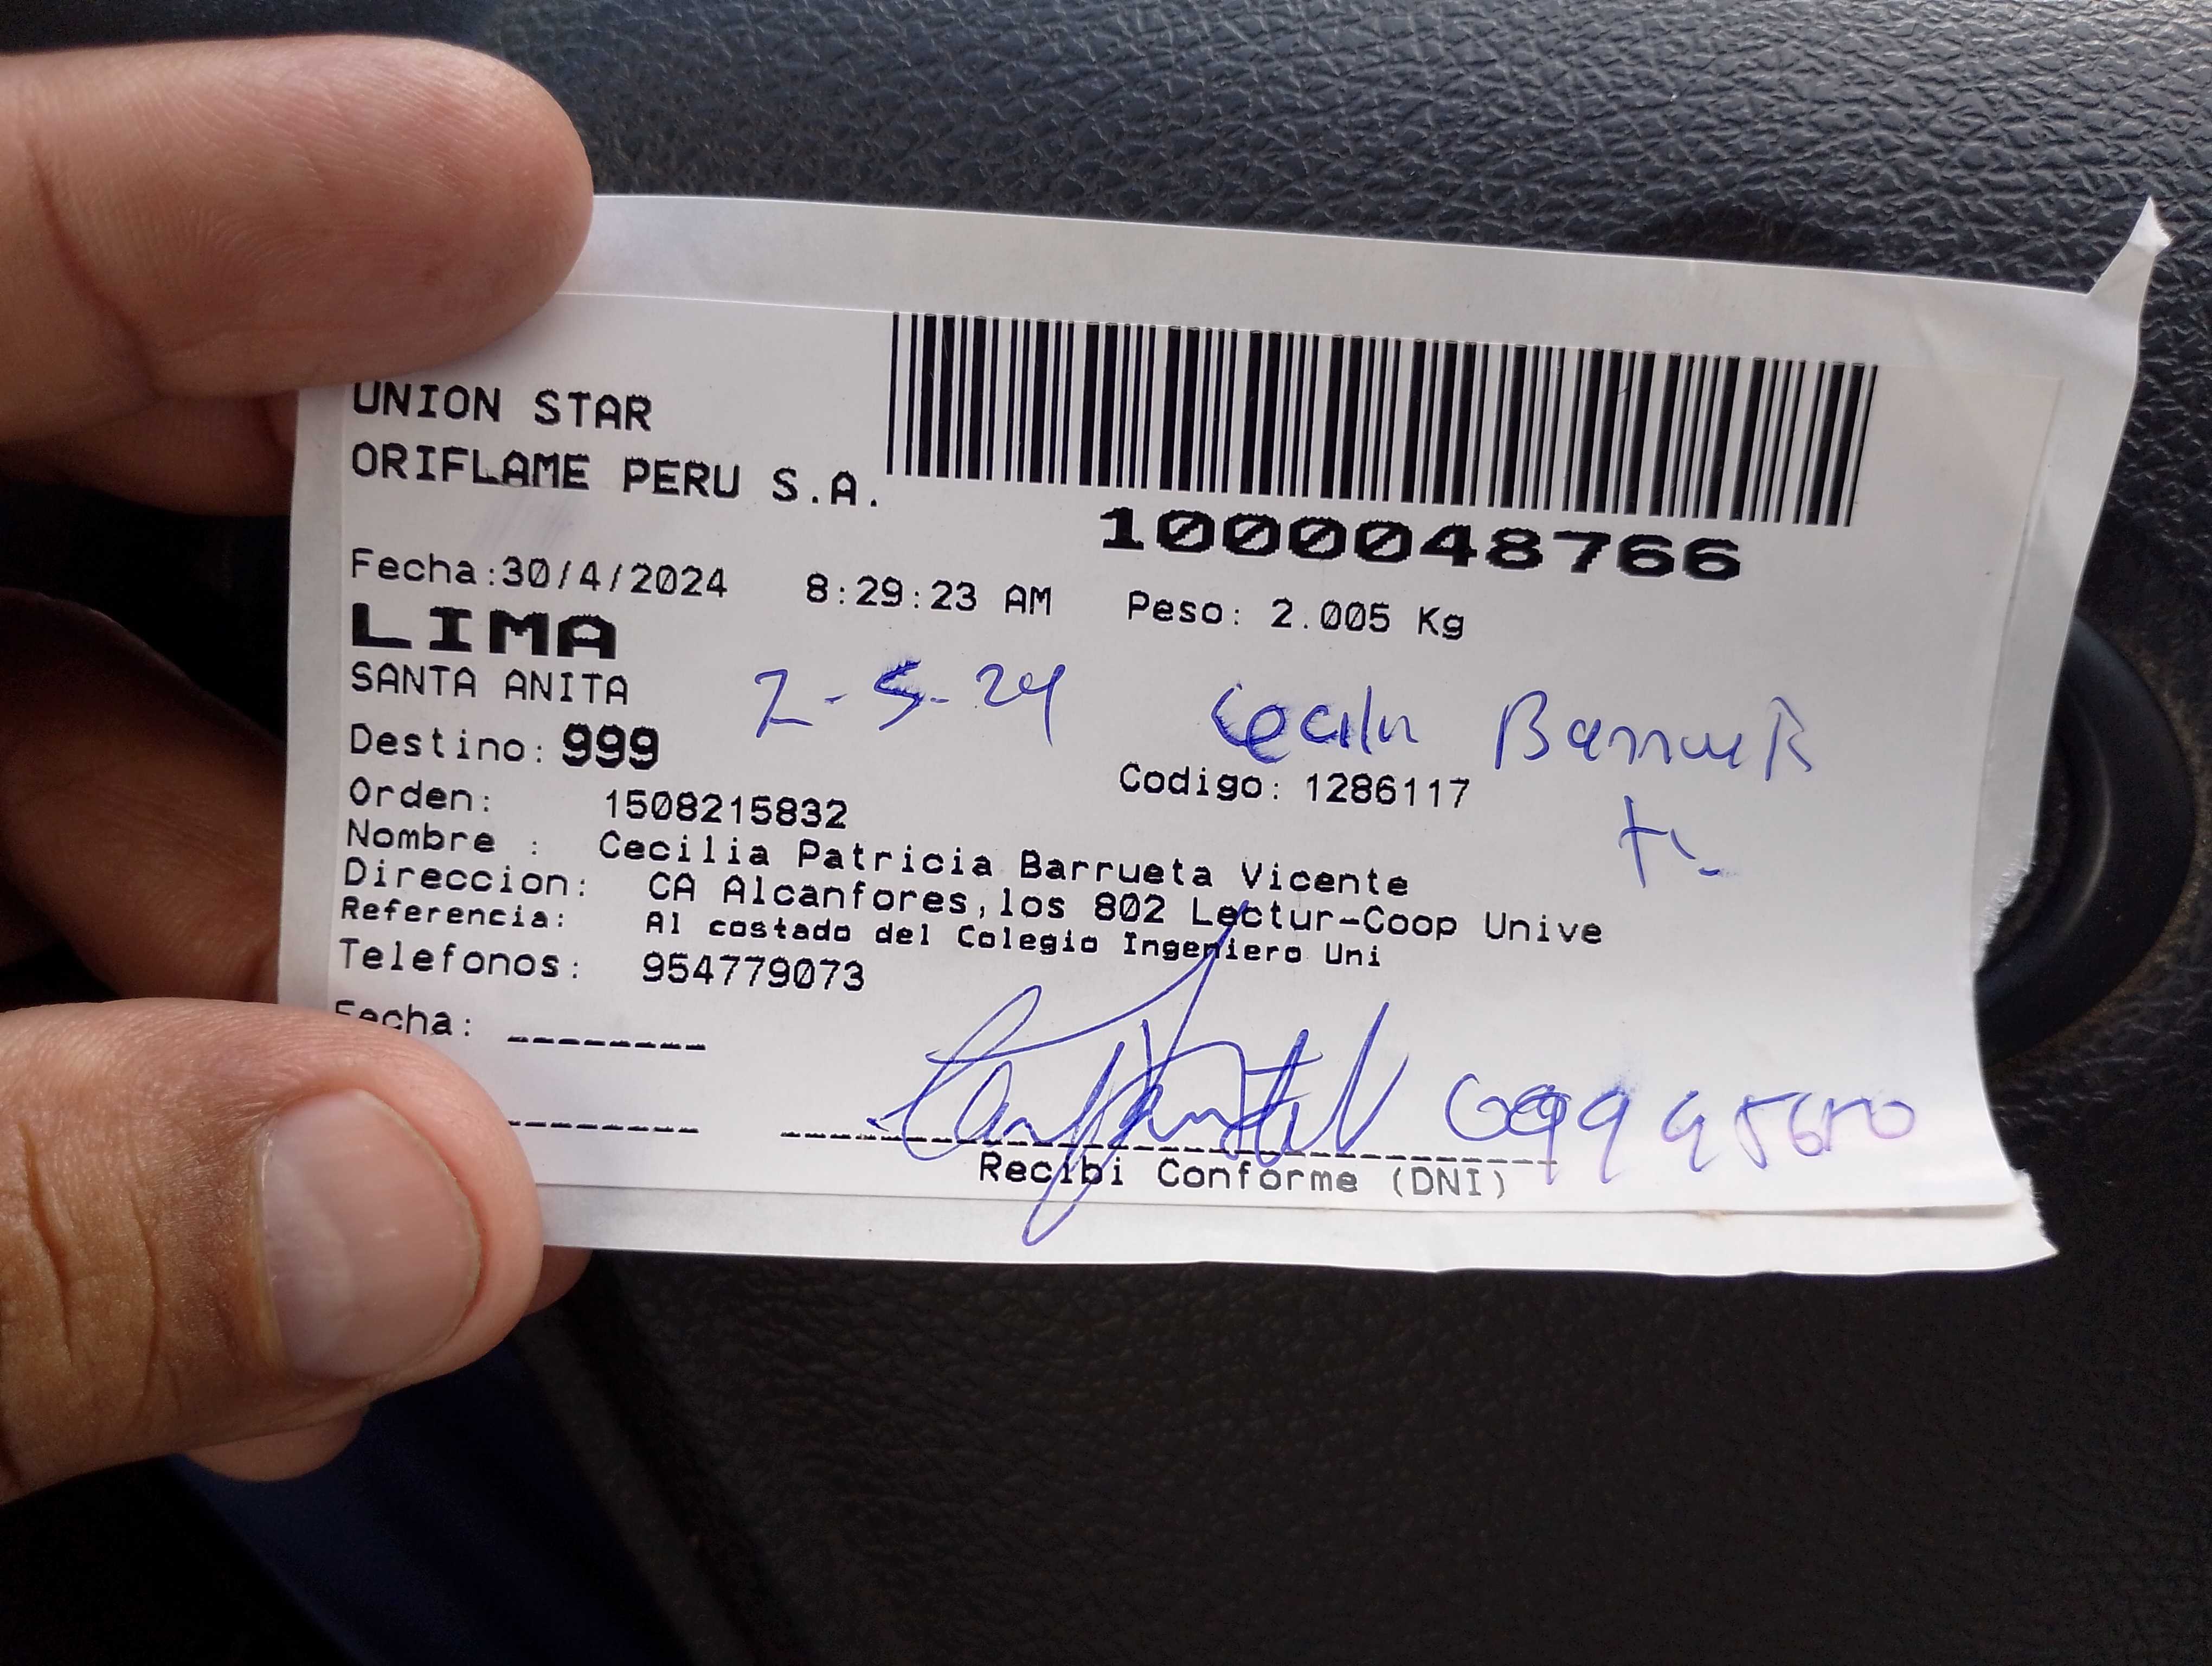 UNION STAR
ORIFLAME PERU S.A.
1000048766
Fecha:30/4/2024 8:29:23 AM Peso: 2.005 Kg
LIMA
SANTA ANITA
2-5-24 Cecilia Barrueta
Destino: 999
Codigo: 1286117
Orden: 1508215832
Nombre : Cecilia Patricia Barrueta Vicente
Direccion: CA Alcanfores,los 802 Lectur-Coop Unive
Referencia: Al costado del Colegio Ingeniero Uni
Telefonos: 954779073
Fecha: --------
Recibi Conforme (DNI)